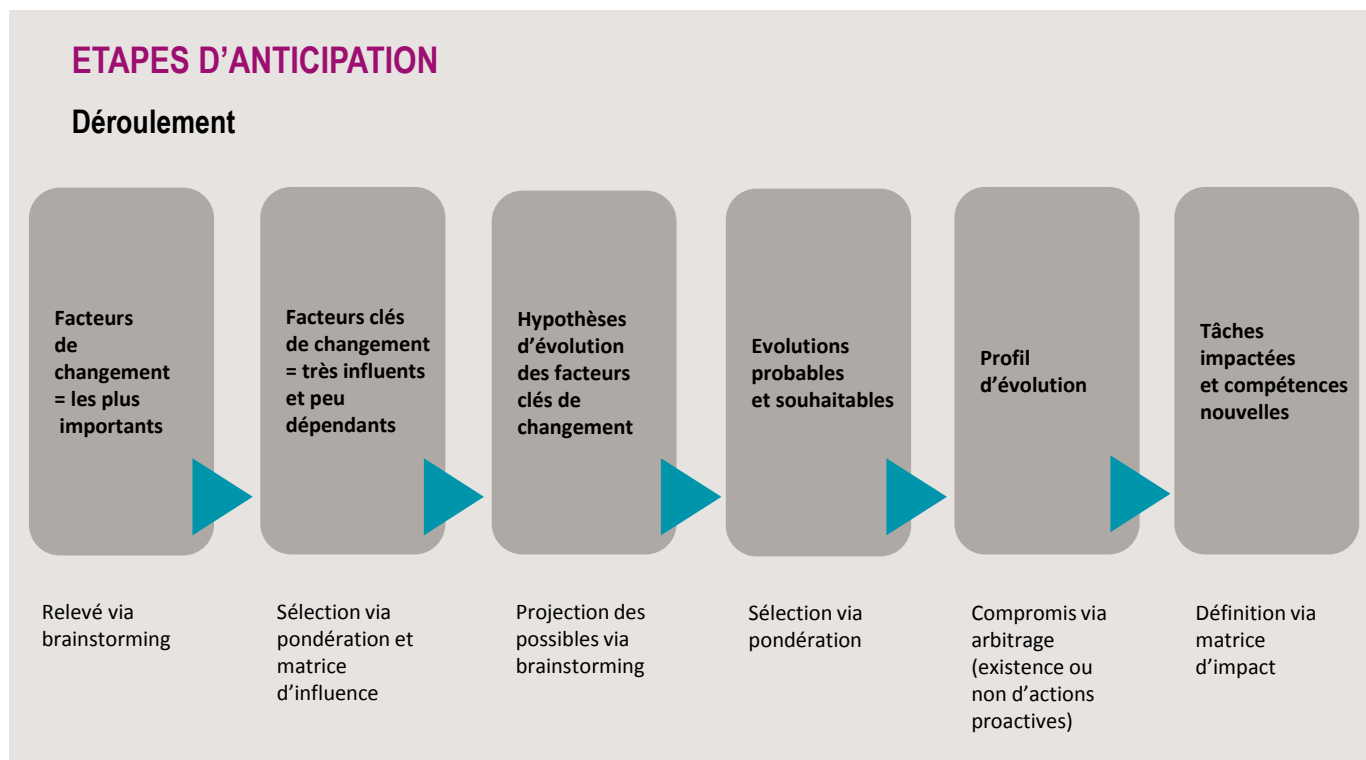 ETAPES D’ANTICIPATION
Déroulement
Facteurs
de
changement
= les plus
importants
Facteurs clés
de changement
= très influents
et peu
dépendants
Hypothèses
d’évolution
des facteurs
clés de
changement
Evolutions
probables
et souhaitables
Profil
d’évolution
Tâches
impactées
et compétences
nouvelles
Relevé via
brainstorming
Sélection via
pondération et
matrice
d’influence
Projection des
possibles via
brainstorming
Sélection via
pondération
Compromis via
arbitrage
(existence ou
non d’actions
proactives)
Définition via
matrice
d’impact